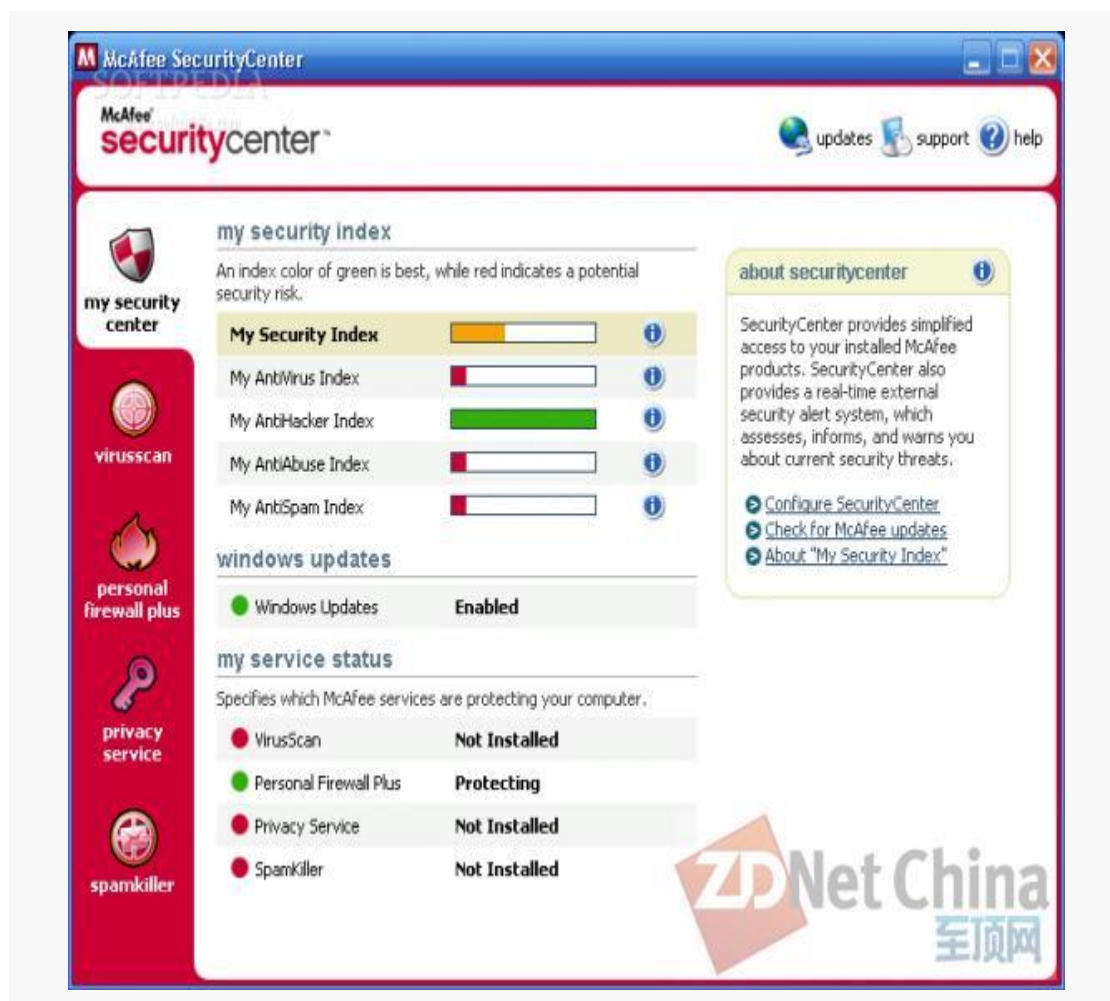 McAfee SecurityCenter
SOFTPEDIA
McAfee
securitycenter™
updates support help
my security center
virusscan
personal firewall plus
privacy service
spamkiller
my security index
An index color of green is best, while red indicates a potential
security risk.
My Security Index
My AntiVirus Index
My AntiHacker Index
My AntiAbuse Index
My AntiSpam Index
windows updates
Windows Updates Enabled
my service status
Specifies which McAfee services are protecting your computer.
VirusScan Not Installed
Personal Firewall Plus Protecting
Privacy Service Not Installed
SpamKiller Not Installed
about securitycenter
SecurityCenter provides simplified
access to your installed McAfee
products. SecurityCenter also
provides a real-time external
security alert system, which
assesses, informs, and warns you
about current security threats.
Configure SecurityCenter
Check for McAfee updates
About "My Security Index"
ZDNet China
至顶网